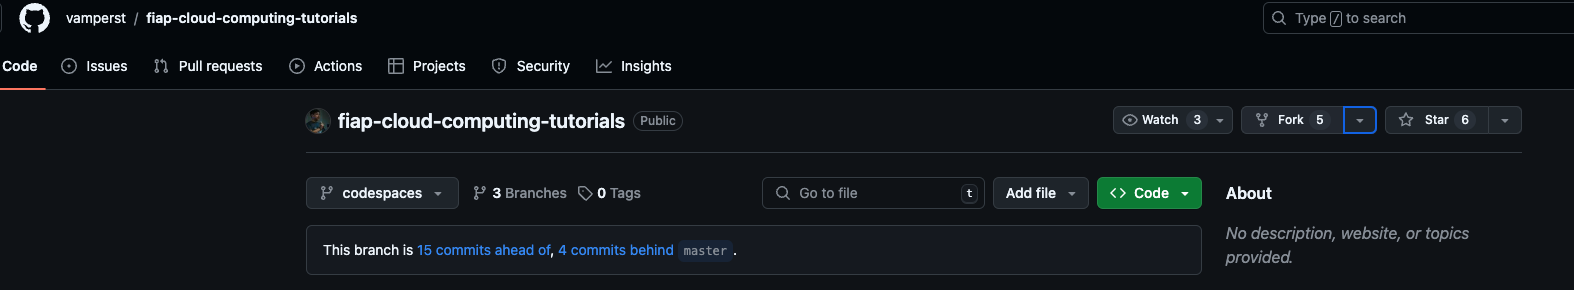 vamperst / fiap-cloud-computing-tutorials
Type / to search
Code Issues Pull requests Actions Projects Security Insights
fiap-cloud-computing-tutorials Public
Watch 3 Fork 5 Star 6
codespaces 3 Branches 0 Tags Go to file t Add file <> Code
About
This branch is 15 commits ahead of, 4 commits behind master.
No description, website, or topics
provided.